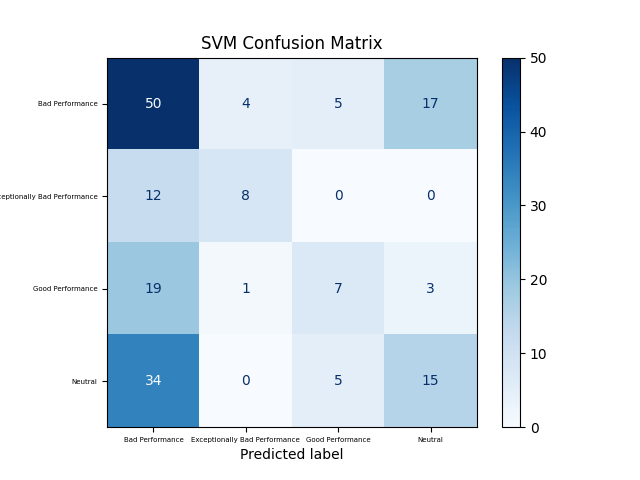 SVM Confusion Matrix
Bad Performance 50 4 5 17
ceptionally Bad Performance 12 8 0 0
Good Performance 19 1 7 3
Neutral 34 0 5 15
Bad Performance Exceptionally Bad Performance Good Performance Neutral
Predicted label
50
40
30
20
10
0